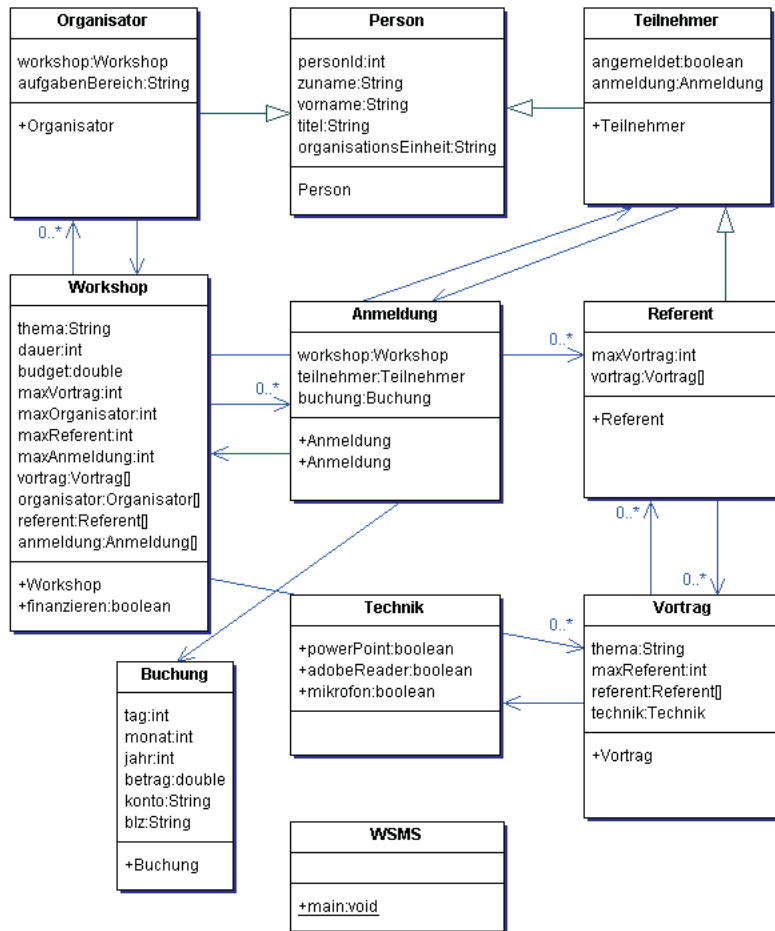 Organisator
workshop:Workshop
aufgabenBereich:String
+Organisator
Person
personId:int
zuname:String
vorname:String
titel:String
organisationsEinheit:String
Person
Teilnehmer
angemeldet:boolean
anmeldung:Anmeldung
+Teilnehmer
0..*
Workshop
thema:String
dauer:int
budget:double
maxVortrag:int
maxOrganisator:int
maxReferent:int
maxAnmeldung:int
vortrag:Vortrag[]
organisator:Organisator[]
referent:Referent[]
anmeldung:Anmeldung[]
+Workshop
+finanzieren:boolean
0..*
Anmeldung
workshop:Workshop
teilnehmer:Teilnehmer
buchung:Buchung
+Anmeldung
+Anmeldung
0..*
Referent
maxVortrag:int
vortrag:Vortrag[]
+Referent
0..*
0..*
Buchung
tag:int
monat:int
jahr:int
betrag:double
konto:String
blz:String
+Buchung
Technik
+powerPoint:boolean
+adobeReader:boolean
+mikrofon:boolean
0..*
Vortrag
thema:String
maxReferent:int
referent:Referent[]
technik:Technik
+Vortrag
WSMS
+main:void